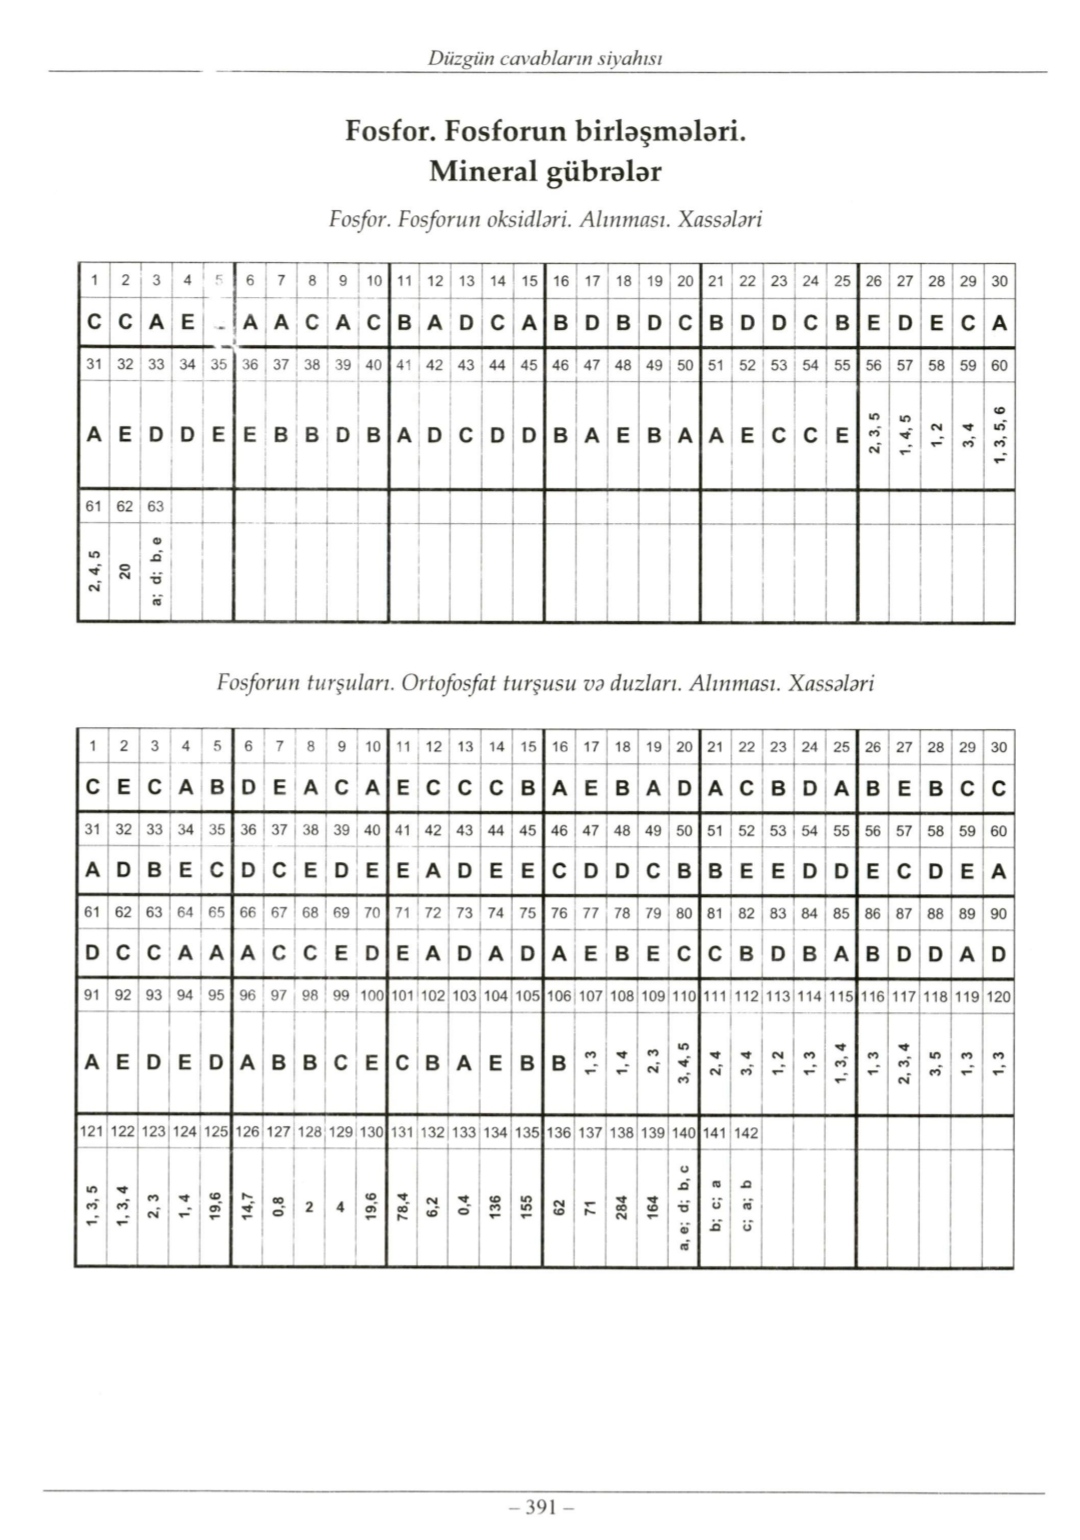 Düzgün cavabların siyahısı
Fosfor. Fosforun birləşmələri.
Mineral gübrələr
Fosfor. Fosforun oksidləri. Alınması. Xassələri
1 2 3 4 5 6 7 8 9 10 11 12 13 14 15 16 17 18 19 20 21 22 23 24 25 26 27 28 29 30
C C A E A A C A C B A D C A B D B D C B D D C B E D E C A
31 32 33 34 35 36 37 38 39 40 41 42 43 44 45 46 47 48 49 50 51 52 53 54 55 56 57 58 59 60
A E D D E E B B D B A D C D D B A E B A A E C C E 2, 3, 5 1, 4, 5 1, 2 3, 4 1, 3, 5, 6
61 62 63
2, 4, 5 20 a; d; b, e
Fosforun turşuları. Ortofosfat turşusu və duzları. Alınması. Xassələri
1 2 3 4 5 6 7 8 9 10 11 12 13 14 15 16 17 18 19 20 21 22 23 24 25 26 27 28 29 30
C E C A B D E A C A E C C C B A E B A D A C B D A B E B C C
31 32 33 34 35 36 37 38 39 40 41 42 43 44 45 46 47 48 49 50 51 52 53 54 55 56 57 58 59 60
A D B E C D C E D E E A D E E C D D C B B E E D D E C D E A
61 62 63 64 65 66 67 68 69 70 71 72 73 74 75 76 77 78 79 80 81 82 83 84 85 86 87 88 89 90
D C C A A A C C E D E A D A D A E B E C C B D B A B D D A D
91 92 93 94 95 96 97 98 99 100 101 102 103 104 105 106 107 108 109 110 111 112 113 114 115 116 117 118 119 120
A E D E D A B B C E C B A E B B 1, 3 1, 4 2, 3 3, 4, 5 2, 4 3, 4 1, 2 1, 3 1, 3, 4 1, 3 2, 3, 4 3, 5 1, 3 1, 3
121 122 123 124 125 126 127 128 129 130 131 132 133 134 135 136 137 138 139 140 141 142
1, 3, 5 1, 3, 4 2, 3 1, 4 19,6 14,7 0,8 2 4 19,6 78,4 6,2 0,4 136 155 62 71 284 164 a, e; d; b, c b; c; a c; a; b
– 391 –